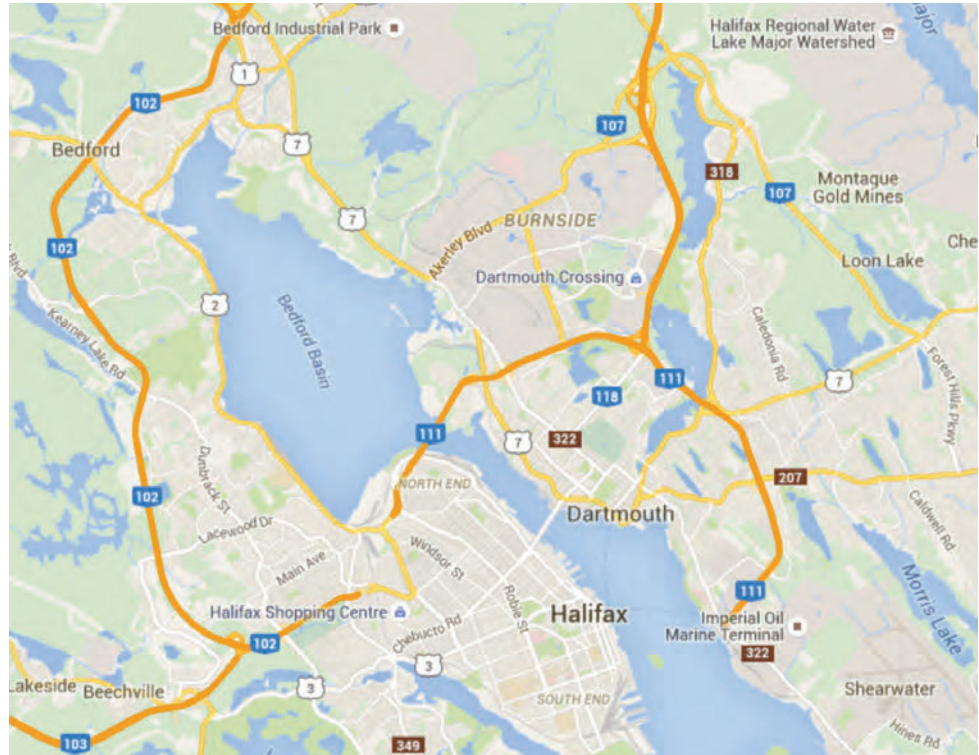 Bedford Industrial Park
Halifax Regional Water
Lake Major Watershed
Major
1
102
107
7
Bedford
318
Montague
Gold Mines
107
7
BURNSIDE
Akerley Blvd
102
Che
Blvd
Dartmouth Crossing
Loon Lake
2
Bedford Basin
Kearney Lake Rd
Caledonia Rd
111
7
118
Forest Hills Pkwy
111
7
322
Dunbrack St
207
NORTH END
102
Dartmouth
Lacewood Dr
Caldwell Rd
Windsor St
Main Ave
111
Morris Lake
Robie St
Halifax Shopping Centre
Halifax
Imperial Oil
Marine Terminal
102
Chebucto Rd
322
3
3
Lakeside
Beechville
SOUTH END
Shearwater
103
349
Hines Rd